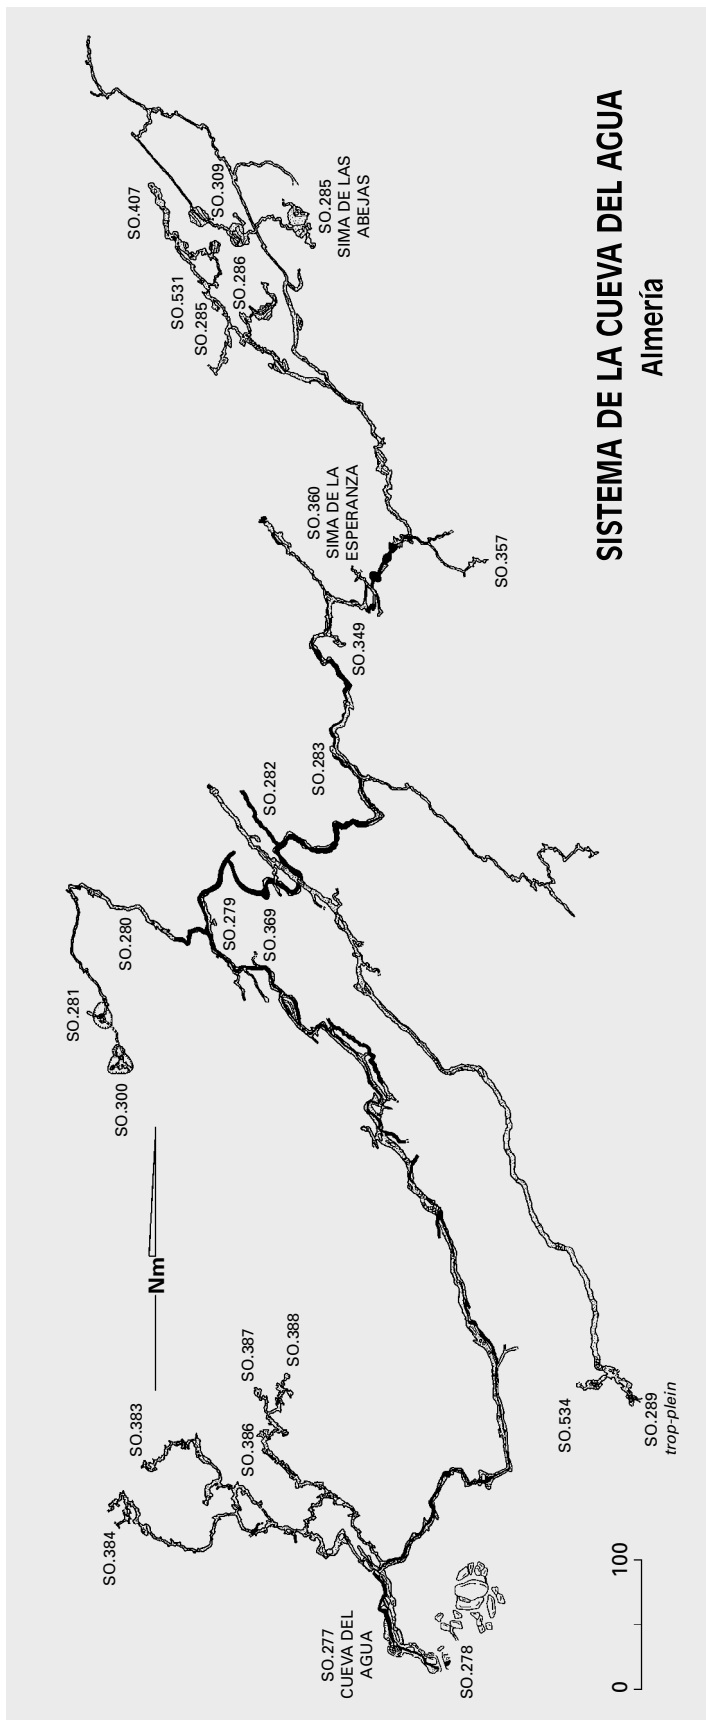 SISTEMA DE LA CUEVA DEL AGUA
Almería
SO.407
SO.309
SO.285
SIMA DE LAS
ABEJAS
SO.531
SO.286
SO.285
SO.360
SIMA DE LA
ESPERANZA
SO.357
SO.349
SO.283
SO.282
SO.279
SO.369
SO.280
SO.281
SO.300
Nm
SO.387
SO.388
SO.383
SO.386
SO.384
SO.534
SO.289
trop-plein
SO.277
CUEVA DEL
AGUA
SO.278
0
100